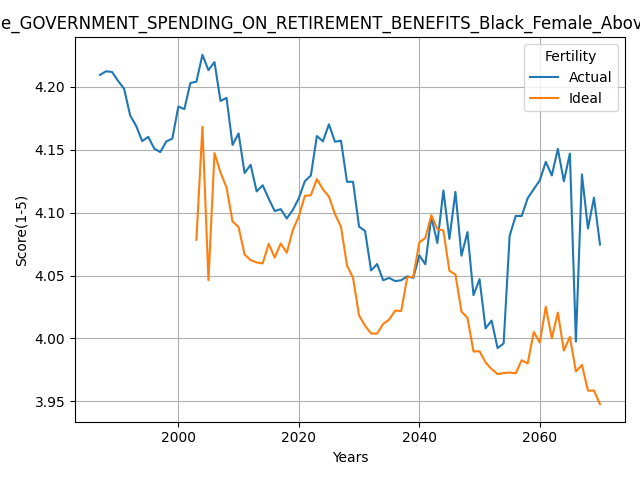 e_GOVERNMENT_SPENDING_ON_RETIREMENT_BENEFITS_Black_Female_Abov
Fertility
Actual
Ideal
4.20
4.15
4.10
4.05
4.00
3.95
Score(1-5)
2000
2020
2040
2060
Years